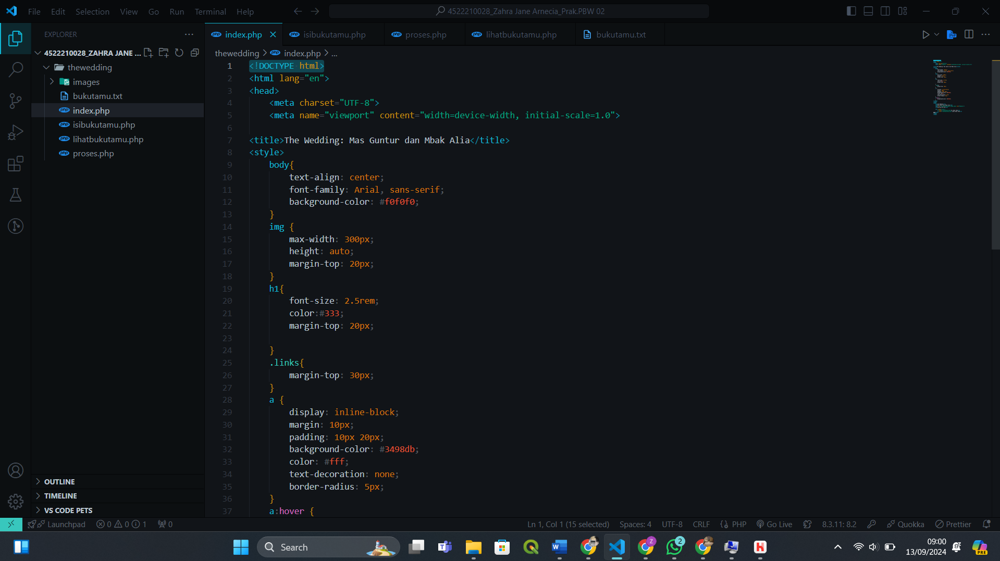 File Edit Selection View Go Run Terminal Help
4522210028_Zahra Jane Arnecia_Prak.PBW 02
EXPLORER
4522210028_ZAHRA JANE ...
thewedding
images
bukutamu.txt
index.php
isibukutamu.php
lihatbukutamu.php
proses.php
OUTLINE
TIMELINE
VS CODE PETS
php index.php
php isibukutamu.php
php proses.php
php lihatbukutamu.php
bukutamu.txt
thewedding > php index.php > ...
1 <!DOCTYPE html>
2 <html lang="en">
3 <head>
4 <meta charset="UTF-8">
5 <meta name="viewport" content="width=device-width, initial-scale=1.0">
6
7 <title>The Wedding: Mas Guntur dan Mbak Alia</title>
8 <style>
9 body{
10 text-align: center;
11 font-family: Arial, sans-serif;
12 background-color: #f0f0f0;
13 }
14 img {
15 max-width: 300px;
16 height: auto;
17 margin-top: 20px;
18 }
19 h1{
20 font-size: 2.5rem;
21 color:#333;
22 margin-top: 20px;
23
24 }
25 .links{
26 margin-top: 30px;
27 }
28 a {
29 display: inline-block;
30 margin: 10px;
31 padding: 10px 20px;
32 background-color: #3498db;
33 color: #fff;
34 text-decoration: none;
35 border-radius: 5px;
36 }
37 a:hover {
Launchpad 0 0 1 0
Ln 1, Col 1 (15 selected) Spaces: 4 UTF-8 CRLF PHP Go Live 8.3.11: 8.2 Quokka Prettier
Search
2
09:00
13/09/2024
PRE